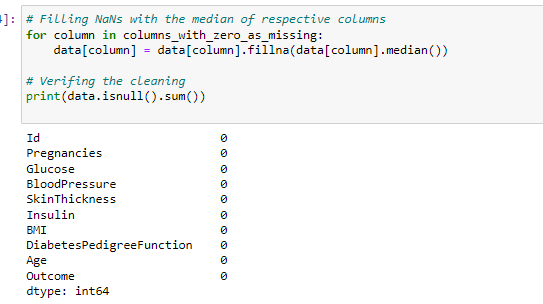 ]: # Filling NaNs with the median of respective columns
for column in columns_with_zero_as_missing:
    data[column] = data[column].fillna(data[column].median())

# Verifing the cleaning
print(data.isnull().sum())

Id                          0
Pregnancies                 0
Glucose                     0
BloodPressure               0
SkinThickness               0
Insulin                     0
BMI                         0
DiabetesPedigreeFunction    0
Age                         0
Outcome                     0
dtype: int64